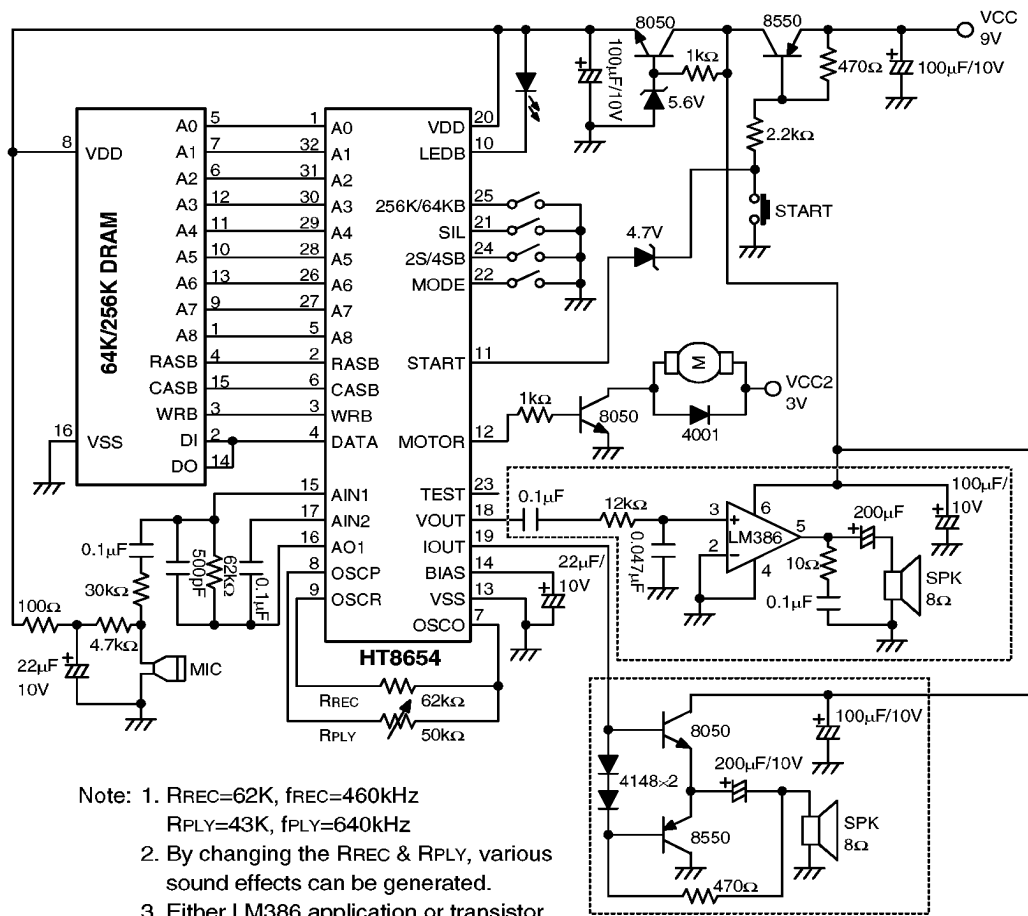 8050
8550
VCC
9V
100µF/10V
1kΩ
470Ω
100µF/10V
5.6V
2.2kΩ
START
64K/256K DRAM
8 VDD
16 VSS
A0 5
A1 7
A2 6
A3 12
A4 11
A5 10
A6 13
A7 9
A8 1
RASB 4
CASB 15
WRB 3
DI 2
DO 14
1 A0
32 A1
31 A2
30 A3
29 A4
28 A5
26 A6
27 A7
5 A8
2 RASB
6 CASB
3 WRB
4 DATA
15 AIN1
17 AIN2
16 AO1
8 OSCP
9 OSCR
VDD 20
LEDB 10
256K/64KB 25
SIL 21
2S/4SB 24
MODE 22
START 11
MOTOR 12
TEST 23
VOUT 18
IOUT 19
BIAS 14
VSS 13
OSCO 7
HT8654
4.7V
M
VCC2
3V
1kΩ
8050
4001
0.1µF
500pF
62kΩ
0.1µF
30kΩ
100Ω
4.7kΩ
22µF
10V
MIC
RREC
62kΩ
RPLY
50kΩ
22µF/
10V
0.1µF
12kΩ
0.047µF
3
+
2
−
6
LM386
5
4
200µF
100µF/
10V
10Ω
0.1µF
SPK
8Ω
8050
100µF/10V
4148×2
200µF/10V
8550
SPK
8Ω
470Ω
Note: 1. RREC=62K, fREC=460kHz
RPLY=43K, fPLY=640kHz
2. By changing the RREC & RPLY, various
sound effects can be generated.
3. Either LM386 application or transistor